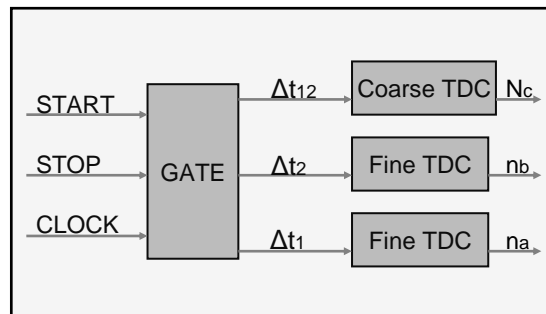 START
STOP
CLOCK
GATE
Δt12
Coarse TDC
Nc
Δt2
Fine TDC
nb
Δt1
Fine TDC
na